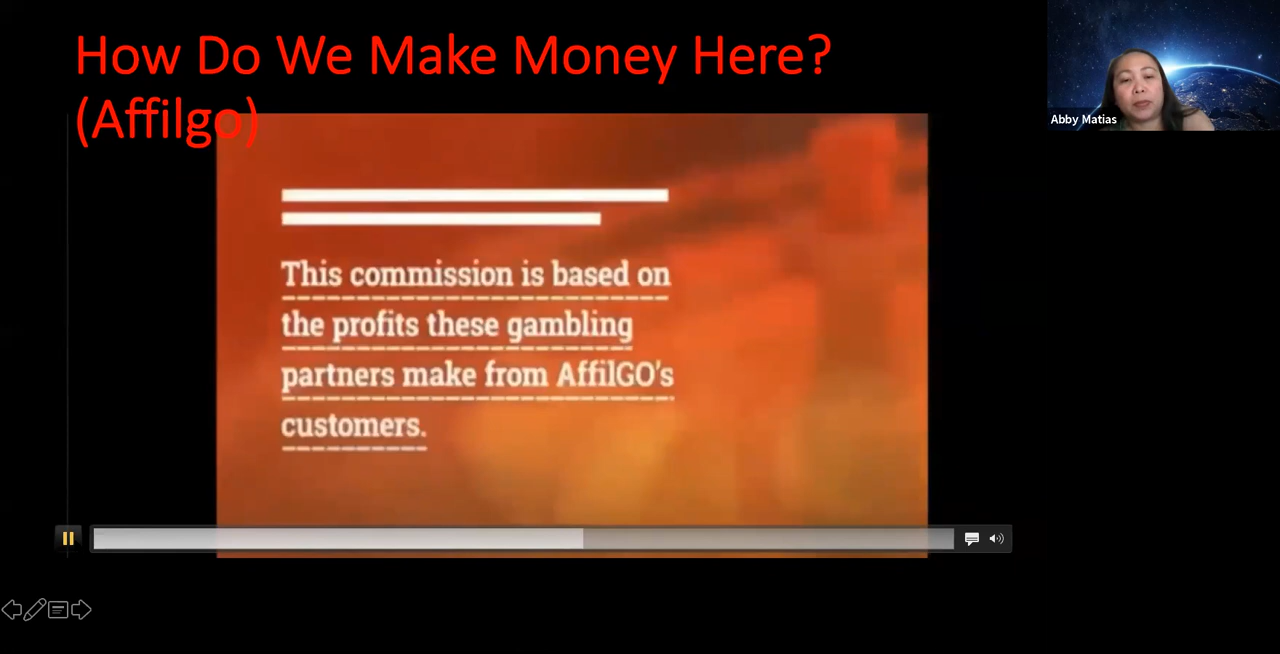 How Do We Make Money Here?
(Affilgo)
Abby Matias
This commission is based on
the profits these gambling
partners make from AffilGO's
customers.